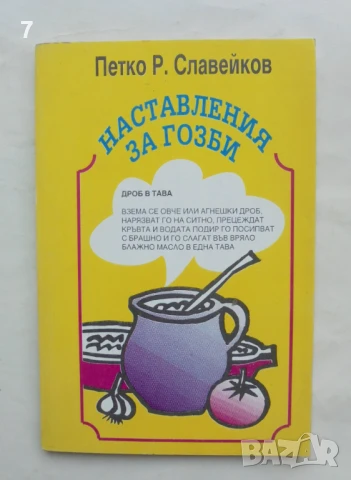 7
Петко Р. Славейков
НАСТАВЛЕНИЯ
ЗА ГОЗБИ
ДРОБ В ТАВА
ВЗЕМА СЕ ОВЧЕ ИЛИ АГНЕШКИ ДРОБ,
НАРЯЗВАТ ГО НА СИТНО, ПРЕЦЕЖДАТ
КРЪВТА И ВОДАТА ПОДИР ГО ПОСИПВАТ
С БРАШНО И ГО СЛАГАТ ВЪВ ВРЯЛО
БЛАЖНО МАСЛО В ЕДНА ТАВА
BAZAR